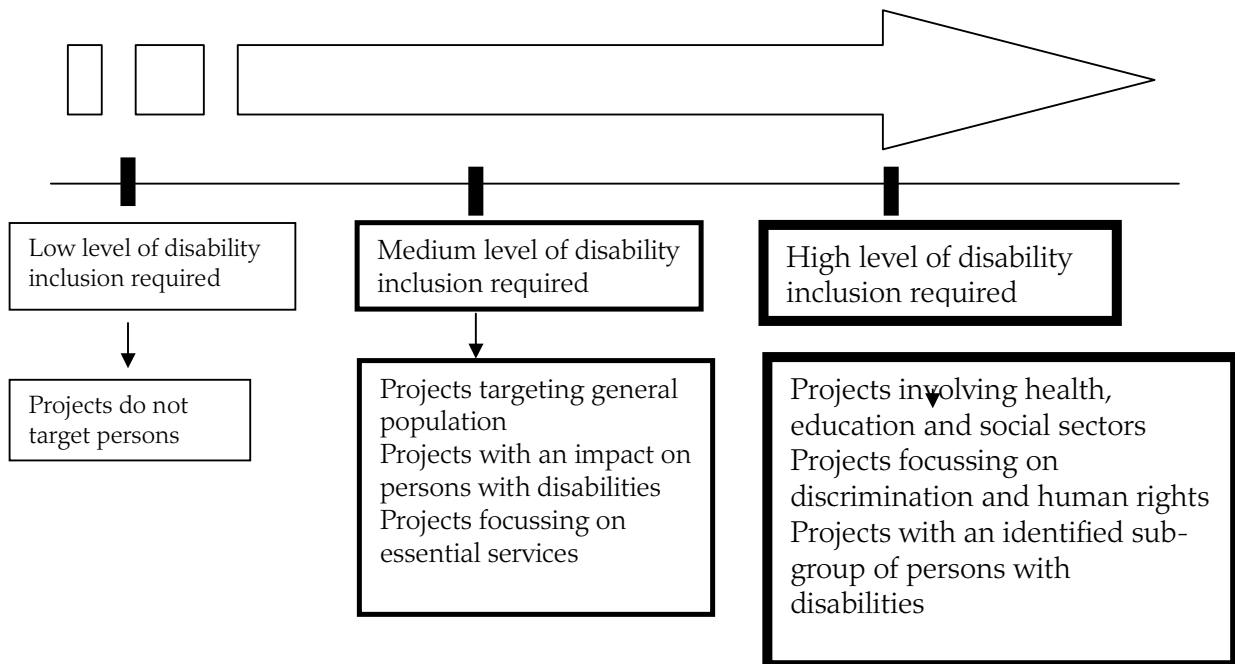 Low level of disability
inclusion required
Medium level of disability
inclusion required
High level of disability
inclusion required
Projects do not
target persons
Projects targeting general
population
Projects with an impact on
persons with disabilities
Projects focussing on
essential services
Projects involving health,
education and social sectors
Projects focussing on
discrimination and human rights
Projects with an identified sub-
group of persons with
disabilities